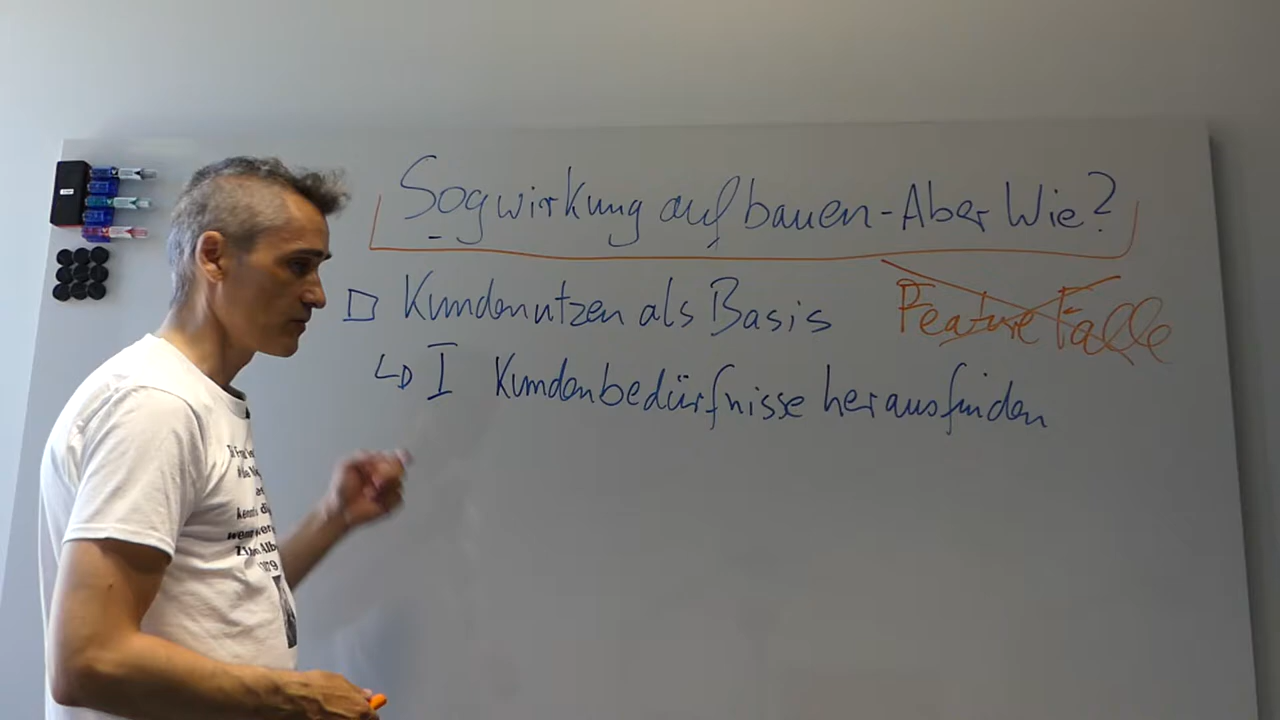 Sogwirkung aufbauen - Aber Wie?
Kundennutzen als Basis
Feature Falle
I Kundenbedürfnisse herausfinden